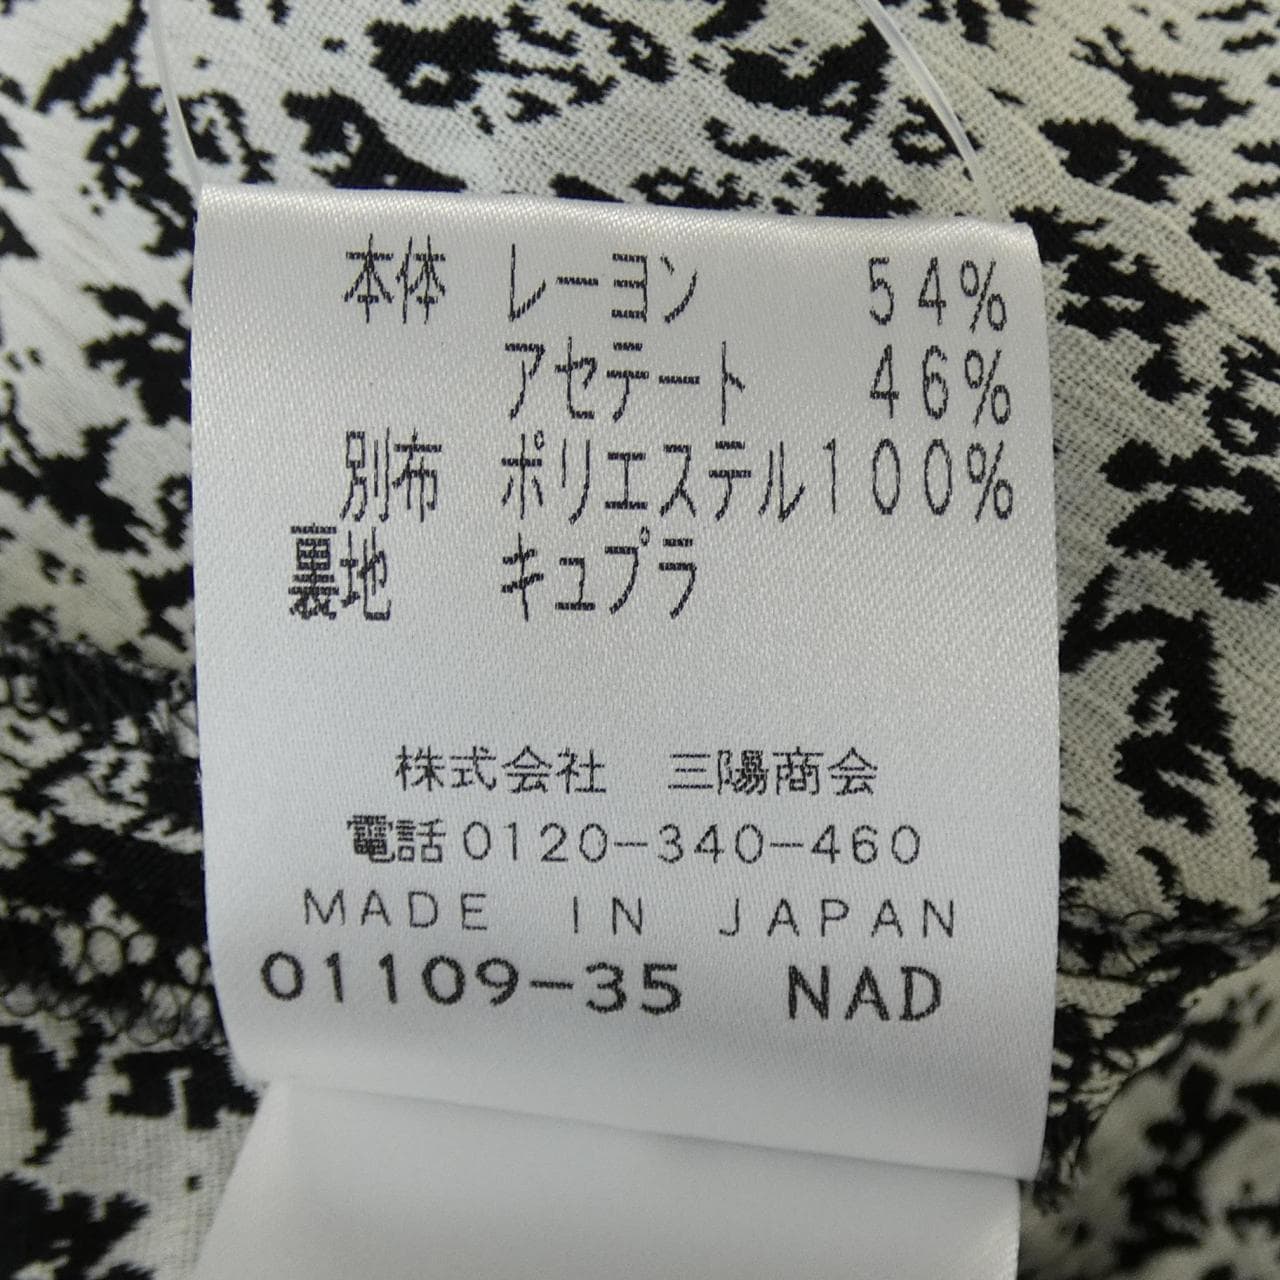 本体 レーヨン 54%
アセテート 46%
別布 ポリエステル100%
裏地 キュプラ
株式会社 三陽商会
電話0120-340-460
MADE IN JAPAN
01109-35 NAD